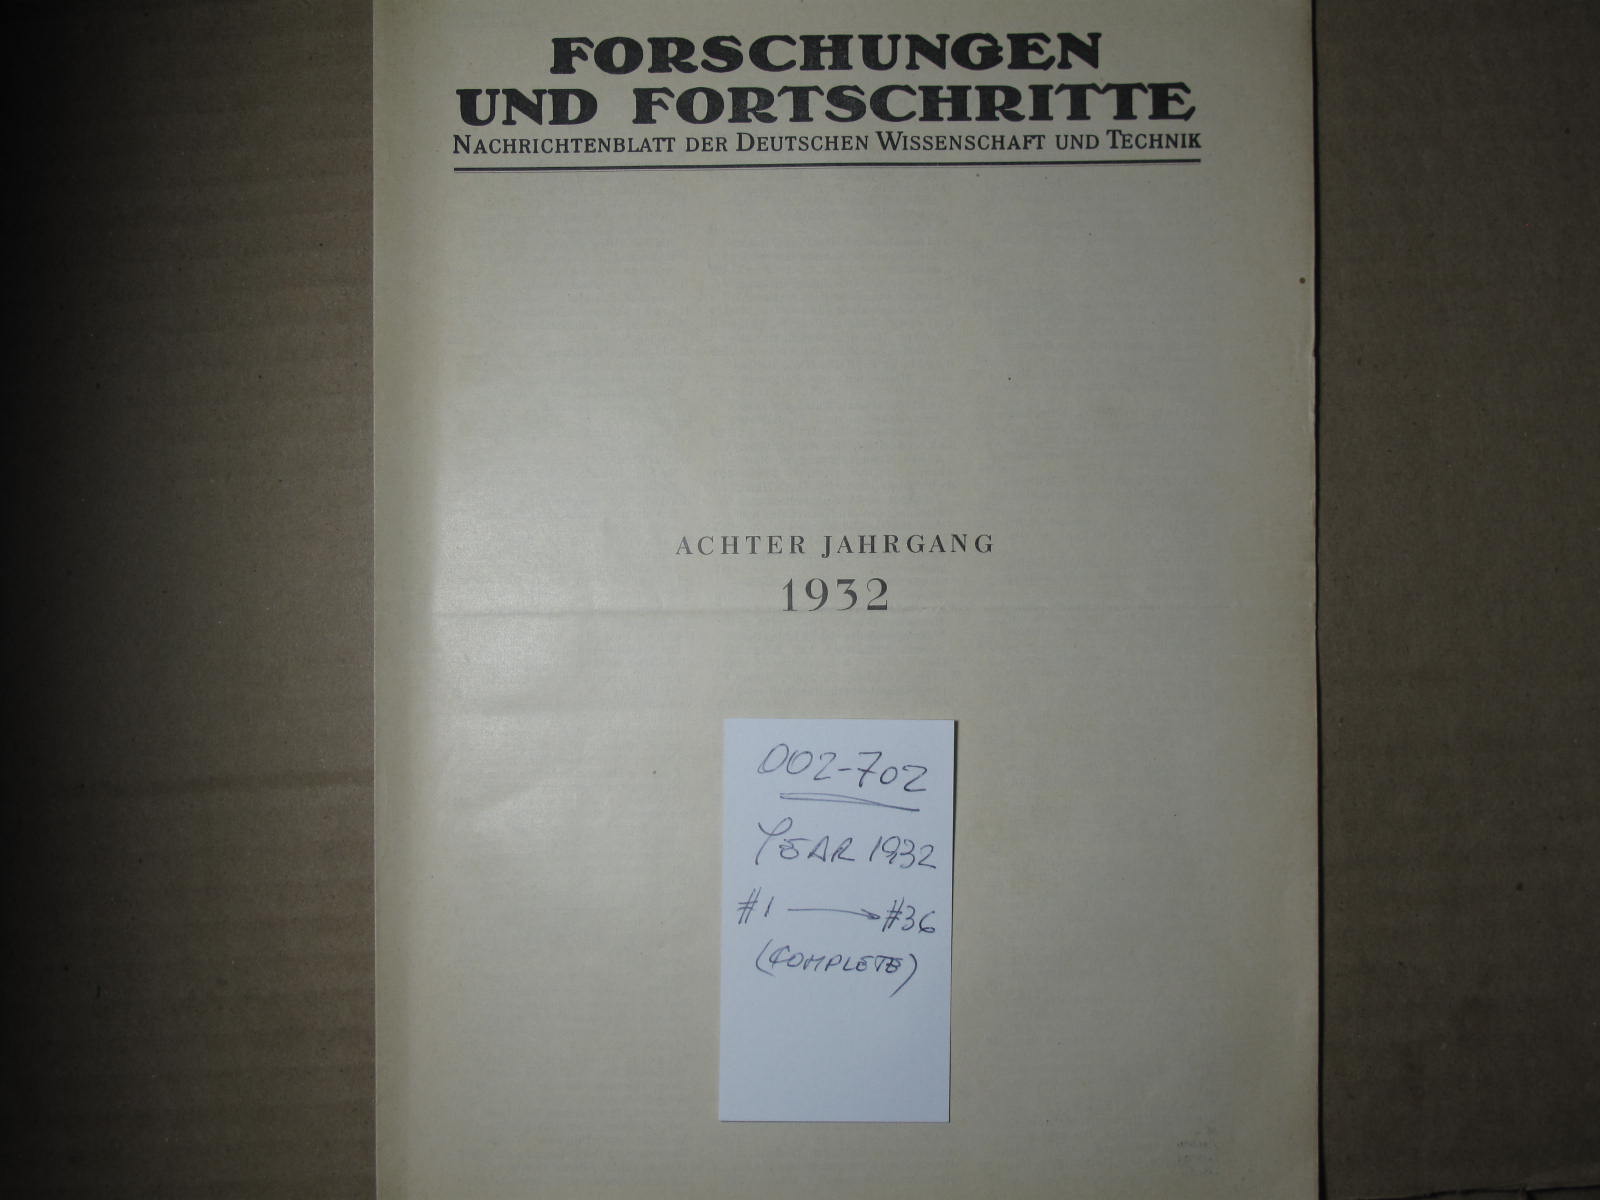 FORSCHUNGEN
UND FORTSCHRITTE
NACHRICHTENBLATT DER DEUTSCHEN WISSENSCHAFT UND TECHNIK
ACHTER JAHRGANG
1932
002-702
YEAR 1932
#1 → #36
(COMPLETE)